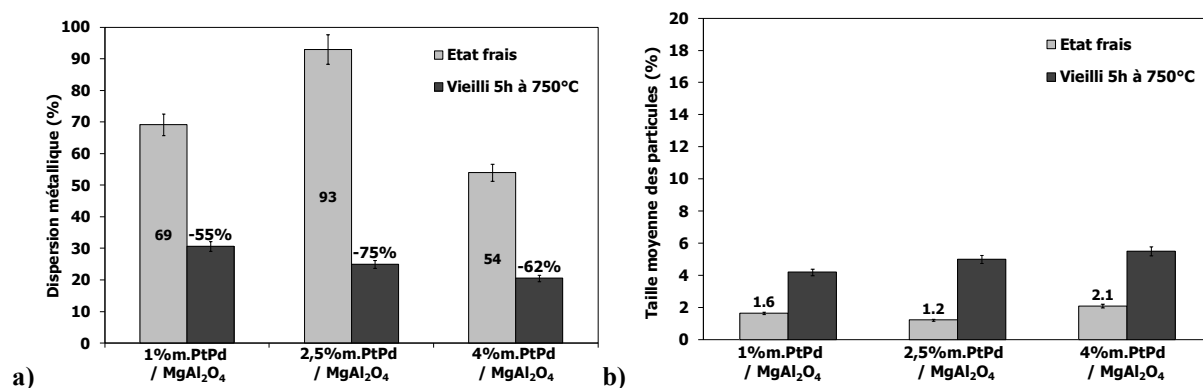 100
90
80
70
60
50
40
30
20
10
0
Dispersion métallique (%)
Etat frais
Vieilli 5h à 750°C
69
-55%
93
-75%
54
-62%
1%m.PtPd
/ MgAl₂O₄
2,5%m.PtPd
/ MgAl₂O₄
4%m.PtPd
/ MgAl₂O₄
a)
20
18
16
14
12
10
8
6
4
2
0
Taille moyenne des particules (%)
Etat frais
Vieilli 5h à 750°C
1.6
1.2
2.1
1%m.PtPd
/ MgAl₂O₄
2,5%m.PtPd
/ MgAl₂O₄
4%m.PtPd
/ MgAl₂O₄
b)